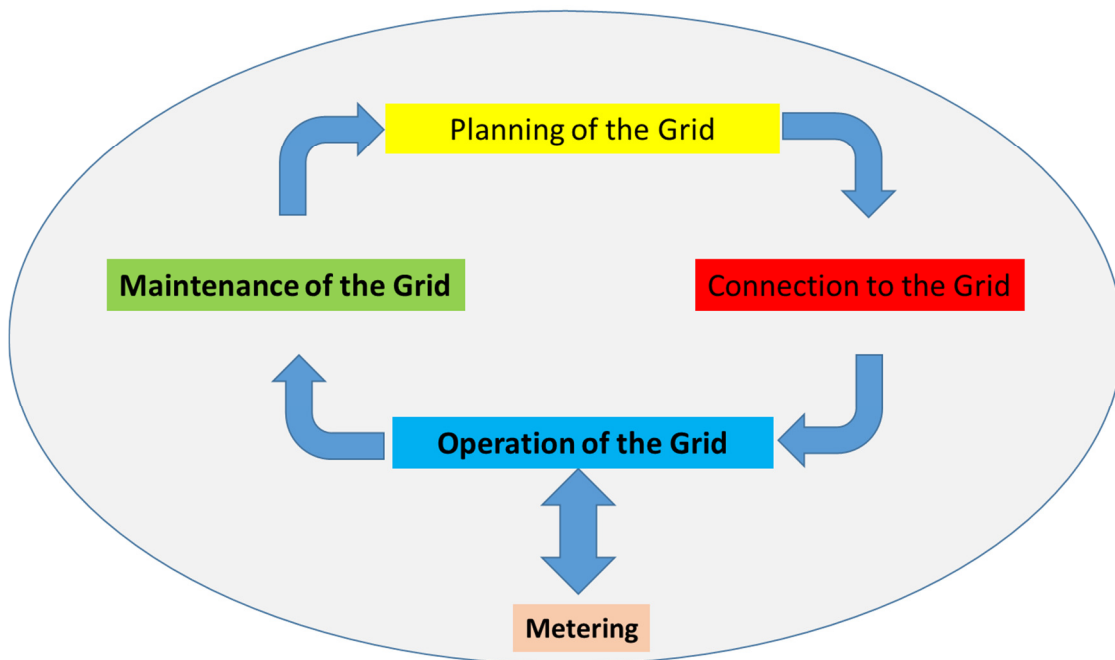 Planning of the Grid
Maintenance of the Grid
Connection to the Grid
Operation of the Grid
Metering